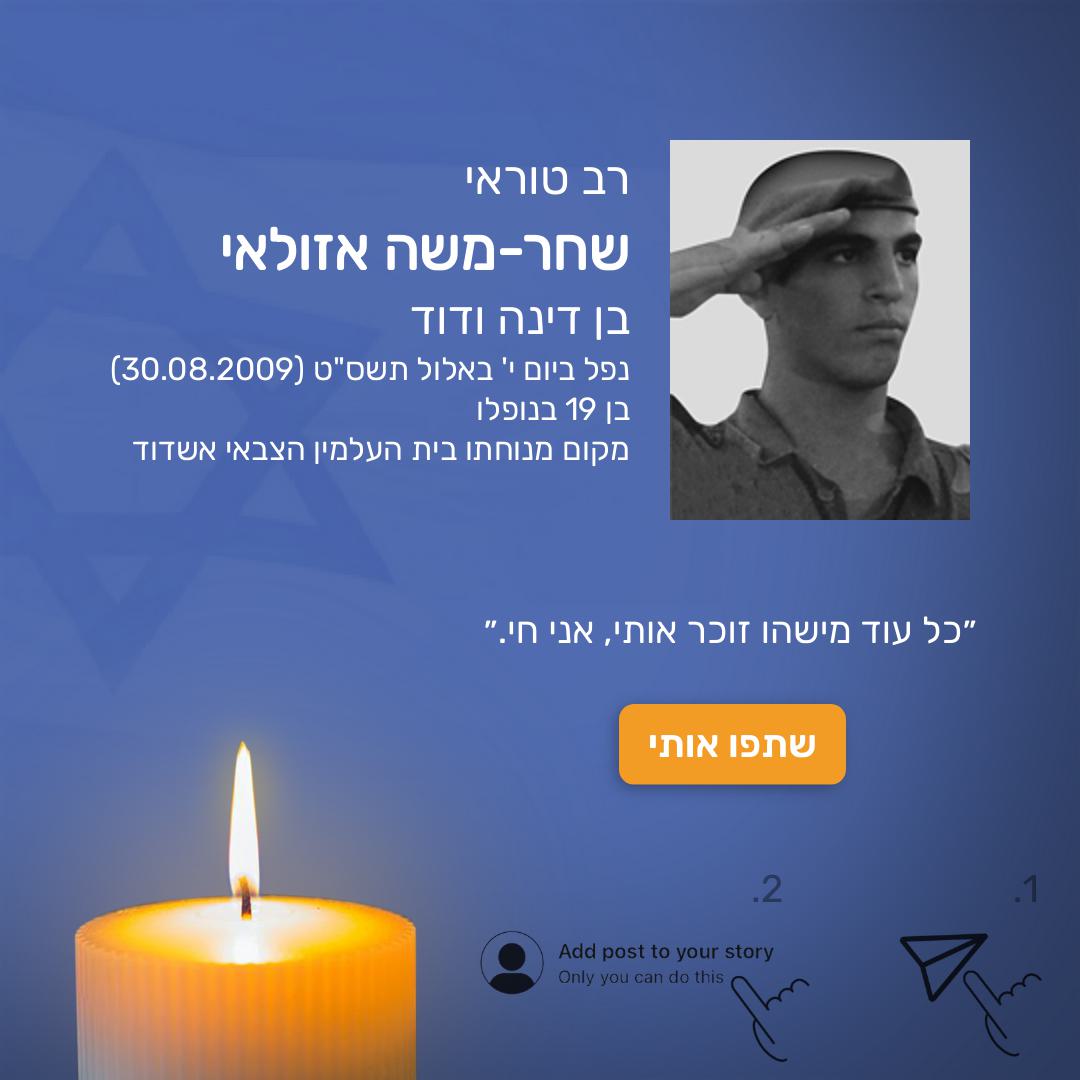 רב טוראי
שחר-משה אזולאי
בן דינה ודוד
נפל ביום י' באלול תשס"ט (30.08.2009)
בן 19 בנופלו
מקום מנוחתו בית העלמין הצבאי אשדוד
״כל עוד מישהו זוכר אותי, אני חי.״
שתפו אותי
1.
2.
Add post to your story
Only you can do this